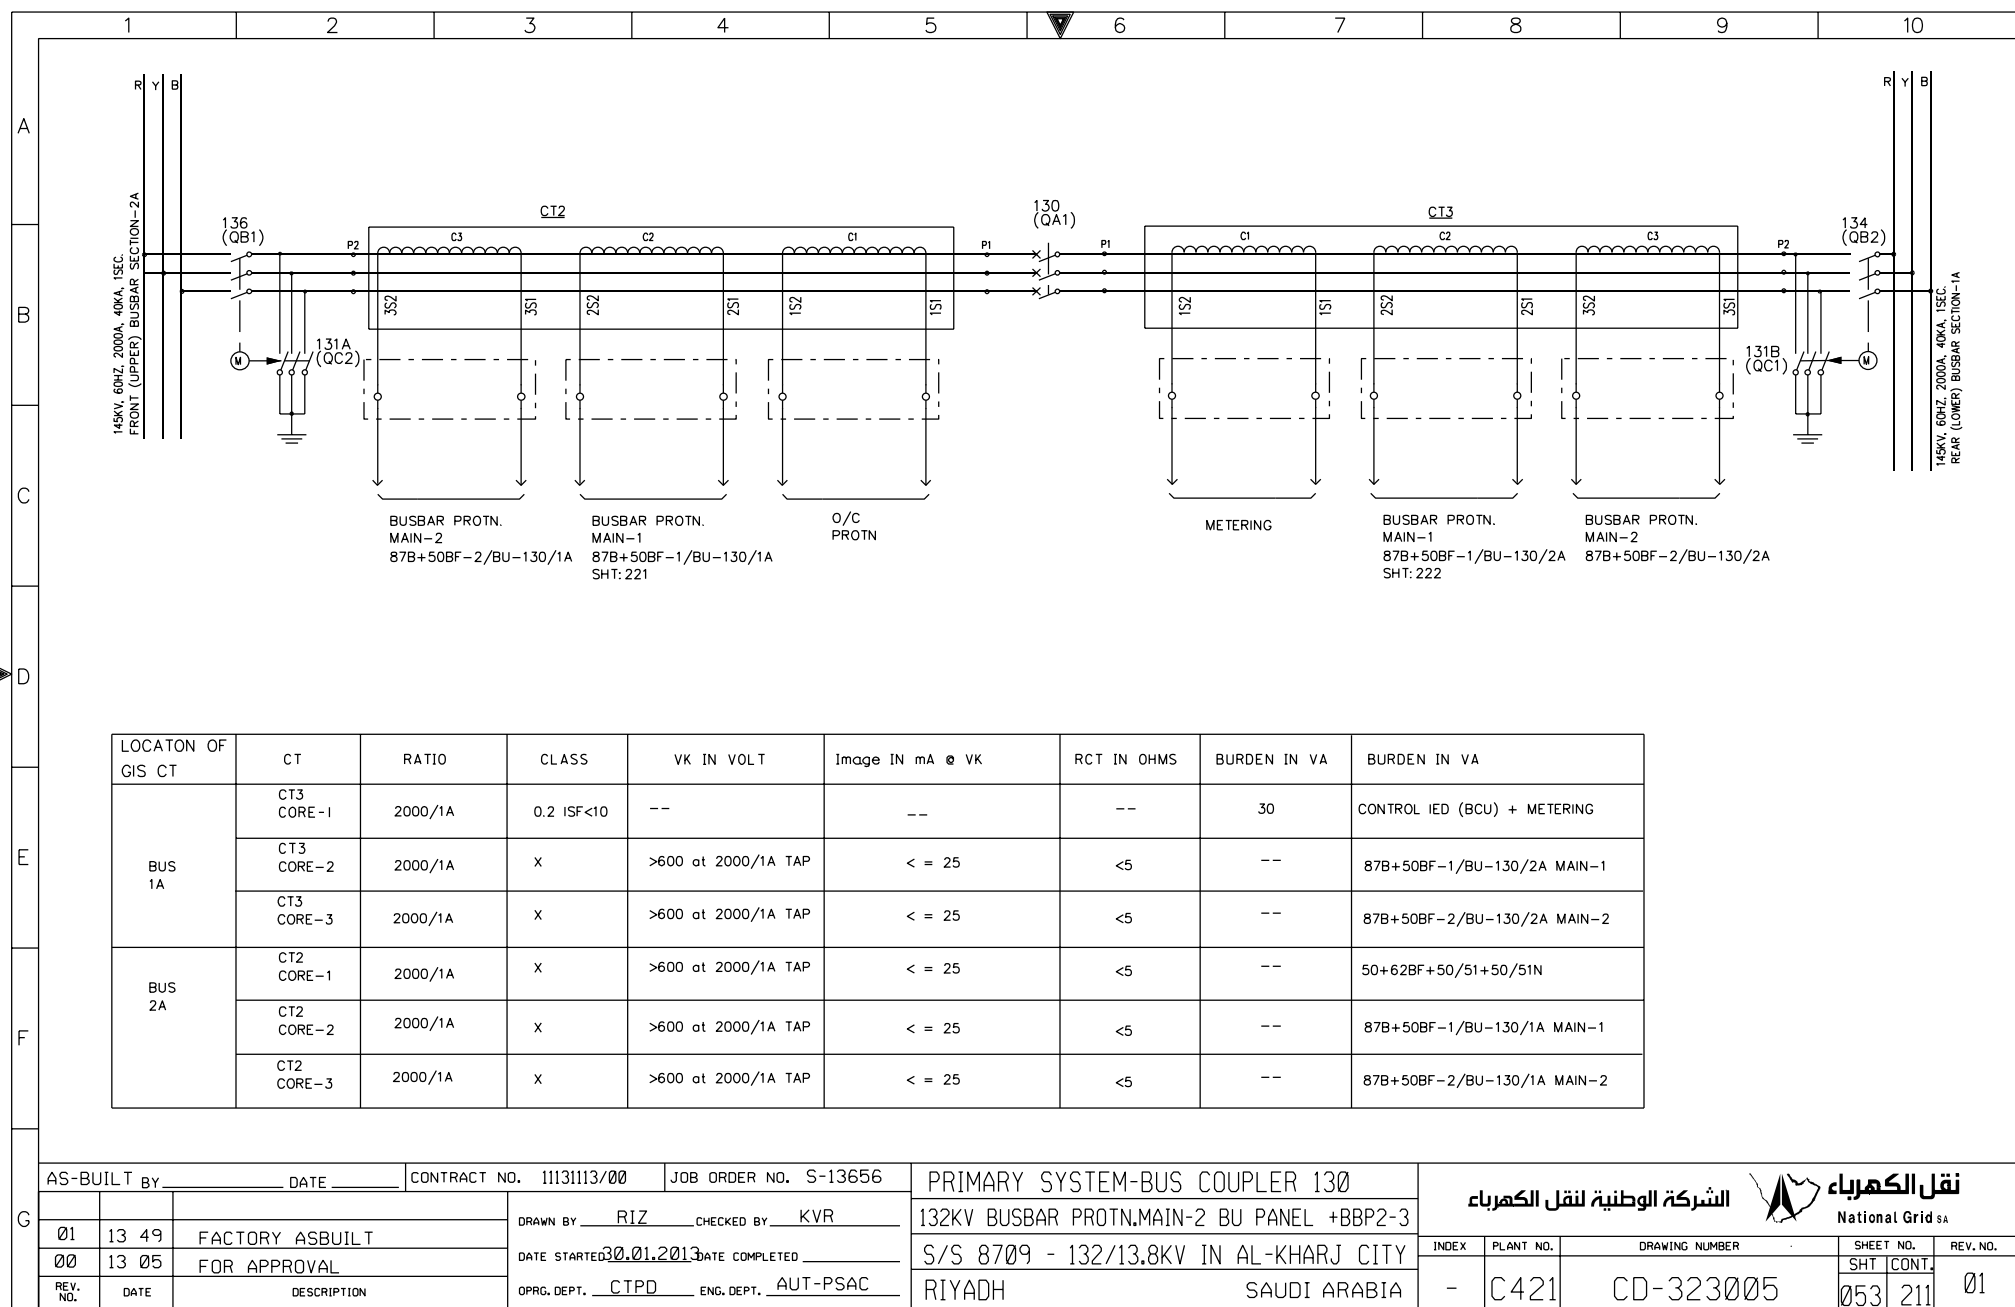 1 2 3 4 5 6 7 8 9 10
A
B
C
D
E
F
G
R Y B
R Y B
145KV, 60HZ, 2000A, 40KA, 1SEC.
FRONT (UPPER) BUSBAR SECTION-2A
136
(QB1)
P2
CT2
C3
C2
C1
P1
130
(QA1)
P1
CT3
C1
C2
C3
P2
134
(QB2)
3S2
3S1
2S2
2S1
1S2
1S1
1S2
1S1
2S2
2S1
3S2
3S1
M
131A
(QC2)
131B
(QC1)
M
145KV, 60HZ, 2000A, 40KA, 1SEC.
REAR (LOWER) BUSBAR SECTION-1A
BUSBAR PROTN.
MAIN-2
87B+50BF-2/BU-130/1A
BUSBAR PROTN.
MAIN-1
87B+50BF-1/BU-130/1A
SHT:221
O/C
PROTN
METERING
BUSBAR PROTN.
MAIN-1
87B+50BF-1/BU-130/2A
SHT:222
BUSBAR PROTN.
MAIN-2
87B+50BF-2/BU-130/2A
LOCATON OF
GIS CT
CT RATIO CLASS VK IN VOLT Image IN mA @ VK RCT IN OHMS BURDEN IN VA BURDEN IN VA
BUS
1A
CT3
CORE-1 2000/1A 0.2 ISF<10 -- -- -- 30 CONTROL IED (BCU) + METERING
CT3
CORE-2 2000/1A X >600 at 2000/1A TAP < = 25 <5 -- 87B+50BF-1/BU-130/2A MAIN-1
CT3
CORE-3 2000/1A X >600 at 2000/1A TAP < = 25 <5 -- 87B+50BF-2/BU-130/2A MAIN-2
BUS
2A
CT2
CORE-1 2000/1A X >600 at 2000/1A TAP < = 25 <5 -- 50+62BF+50/51+50/51N
CT2
CORE-2 2000/1A X >600 at 2000/1A TAP < = 25 <5 -- 87B+50BF-1/BU-130/1A MAIN-1
CT2
CORE-3 2000/1A X >600 at 2000/1A TAP < = 25 <5 -- 87B+50BF-2/BU-130/1A MAIN-2
AS-BUILT BY DATE CONTRACT NO. 11131113/00 JOB ORDER NO. S-13656
01 13 49 FACTORY ASBUILT
00 13 05 FOR APPROVAL
REV. NO. DATE DESCRIPTION
DRAWN BY RIZ CHECKED BY KVR
DATE STARTED 30.01.2013 DATE COMPLETED
OPRG. DEPT. CTPD ENG. DEPT. AUT-PSAC
PRIMARY SYSTEM-BUS COUPLER 130
132KV BUSBAR PROTN.MAIN-2 BU PANEL +BBP2-3
S/S 8709 - 132/13.8KV IN AL-KHARJ CITY
RIYADH SAUDI ARABIA
الشركة الوطنية لنقل الكهرباء
نقل الكهرباء
National Grid SA
INDEX PLANT NO. DRAWING NUMBER SHEET NO. REV. NO.
SHT CONT.
- C421 CD-323005 053 211 01